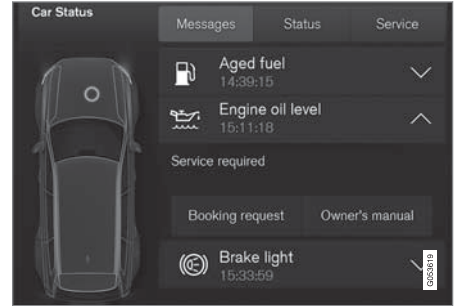 Car Status
Messages Status Service
Aged fuel
14:39:15
Engine oil level
15:11:18
Service required
Booking request Owner's manual
Brake light
15:33:59
G053619